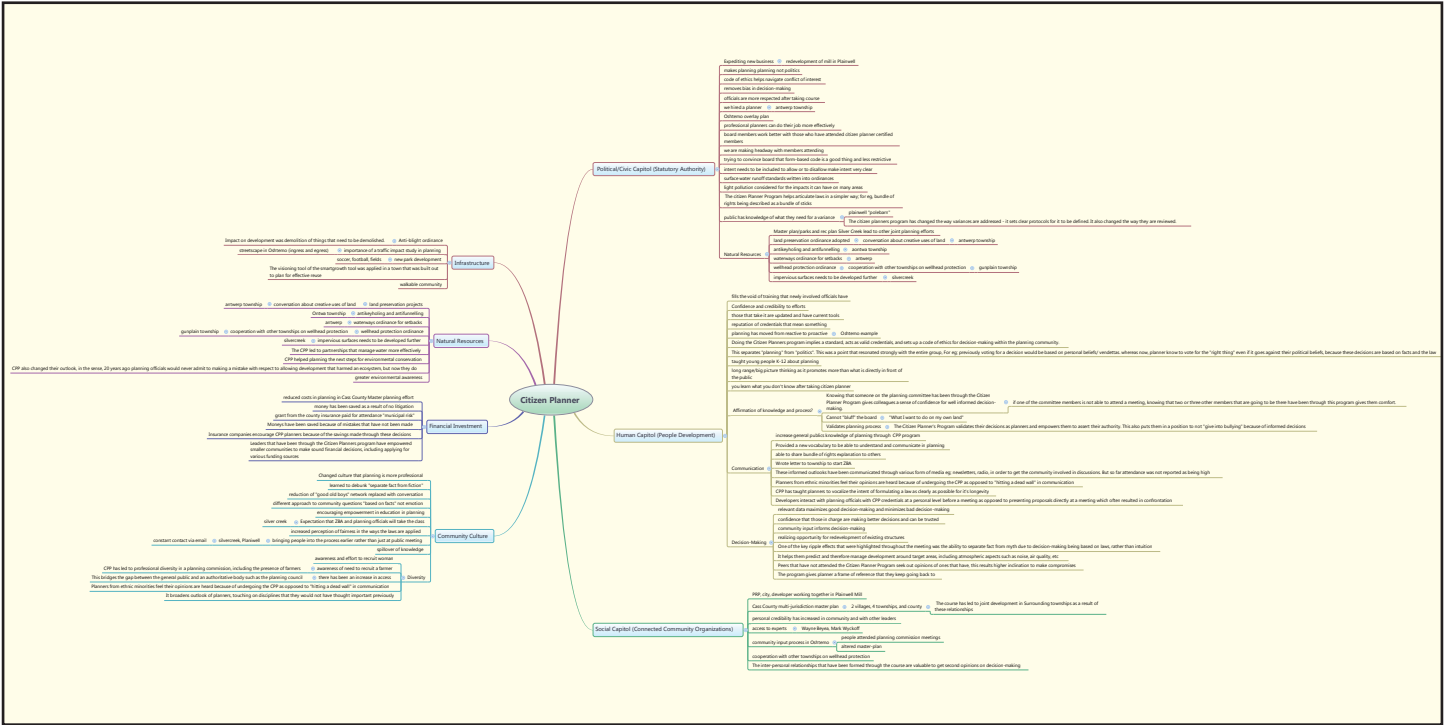 Citizen Planner
Political/Civic Capitol (Statutory Authority)
Expediting new business
redevelopment of mill in Plainwell
makes planning planning not politics
code of ethics helps navigate conflict of interest
removes bias in decision-making
officials are more respected after taking course
we hired a planner
antwerp township
Oshtemo overlay plan
professional planners can do their job more effectively
board members work better with those who have attended citizen planner certified
members
we are making headway with members attending
trying to convince board that form-based code is a good thing and less restrictive
intent needs to be included to allow or to disallow make intent very clear
surface water runoff standards written into ordinances
light pollution considered for the impacts it can have on many areas
The citizen Planner Program helps articulate laws in a simpler way; for eg. bundle of
rights being described as a bundle of sticks
public has knowledge of what they need for a variance
plainwell "polebarn"
The citizen planners program has changed the way variances are addressed - it sets clear protocols for it to be defined. It also changed the way they are reviewed.
Natural Resources
Master plan/parks and rec plan Silver Creek lead to other joint planning efforts
land preservation ordinance adopted
conversation about creative uses of land
antwerp township
antikeyholing and antifunnelling
aontwa township
waterways ordinance for setbacks
antwerp
wellhead protection ordinance
cooperation with other townships on wellhead protection
gunplain township
impervious surfaces needs to be developed further
silvercreek
Human Capitol (People Development)
fills the void of training that newly involved officials have
Confidence and credibility to efforts
those that take it are updated and have current tools
reputation of credentials that mean something
planning has moved from reactive to proactive
Oshtemo example
Doing the Citizen Planners program implies a standard, acts as valid credentials, and sets up a code of ethics for decision-making within the planning community.
This separates "planning" from "politics". This was a point that resonated strongly with the entire group. For eg: previously voting for a decision would be based on personal beliefs/ vendettas; whereas now, planner know to vote for the "right thing" even if it goes against their political beliefs, because these decisions are based on facts and the law
taught young people K-12 about planning
long range/big picture thinking as it promotes more than what is directly in front of
the public
you learn what you don't know after taking citizen planner
Affirmation of knowledge and process?
Knowing that someone on the planning committee has been through the Citizen
Planner Program gives colleagues a sense of confidence for well informed decision-
making.
if one of the committee members is not able to attend a meeting, knowing that two or three other members that are going to be there have been through this program gives them comfort.
Cannot "bluff" the board
"What I want to do on my own land"
Validates planning process
The Citizen Planner's Program validates their decisions as planners and empowers them to assert their authority. This also puts them in a position to not "give into bullying" because of informed decisions.
Communication
increase general public knowledge of planning through CPP program
Provided a new vocabulary to be able to understand and communicate in planning
able to share bundle of rights explanation to others
Wrote letter to township to start ZBA
These informed outlooks have been communicated through various form of media eg: newsletters, radio, in order to get the community involved in discussions. But so far attendance was not reported as being high
Planners from ethnic minorities feel their opinions are heard because of undergoing the CPP as opposed to "hitting a dead wall" in communication
CPP has taught planners to vocalize the intent of formulating a law as clearly as possible for it's longevity
Developers interact with planning officials with CPP credentials at a personal level before a meeting as opposed to presenting proposals directly at a meeting which often resulted in confrontation
Decision-Making
relevant data maximizes good decision-making and minimizes bad decision-making
confidence that those in charge are making better decisions and can be trusted
community input informs decision-making
realizing opportunity for redevelopment of existing structures
One of the key ripple effects that were highlighted throughout the meeting was the ability to separate fact from myth due to decision-making being based on laws, rather than intuition
It helps them predict and therefore manage development around target areas, including atmospheric aspects such as noise, air quality, etc
Peers that have not attended the Citizen Planner Program seek out opinions of ones that have, this results higher inclination to make compromises
The program gives planner a frame of reference that they keep going back to
Social Capitol (Connected Community Organizations)
PRP, city, developer working together in Plainwell Mill
Cass County multi-jurisdiction master plan
2 villages, 4 townships, and county
The course has led to joint development in Surrounding townships as a result of
these relationships
personal credibility has increased in community and with other leaders
access to experts
Wayne Beyea, Mark Wyckoff
community input process in Oshtemo
people attended planning commission meetings
altered master-plan
cooperation with other townships on wellhead protection
The inter-personal relationships that have been formed through the course are valuable to get second opinions on decision-making
Infrastructure
Impact on development was demolition of things that need to be demolished.
Anti-blight ordinance
streetscape in Oshtemo (ingress and egress)
importance of a traffic impact study in planning
soccer, football, fields
new park development
The visioning tool of the smartgrowth tool was applied in a town that was built out
to plan for effective reuse
walkable community
Natural Resources
antwerp township
conversation about creative uses of land
land preservation projects
Ontwa township
antikeyholing and antifunnelling
antwerp
waterways ordinance for setbacks
gunplain township
cooperation with other townships on wellhead protection
wellhead protection ordinance
silvercreek
impervious surfaces needs to be developed further
The CPP led to partnerships that manage water more effectively
CPP helped planning the next steps for environmental conservation
CPP also changed their outlook, in the sense, 20 years ago planning officials would never admit to making a mistake with respect to allowing development that harmed an ecosystem, but now they do
greater environmental awareness
Financial Investment
reduced costs in planning in Cass County Master planning effort
money has been saved as a result of no litigation
grant from the county insurance paid for attendance "municipal risk"
Moneys have been saved because of mistakes that have not been made
Insurance companies encourage CPP planners because of the savings made through these decisions
Leaders that have been through the Citizen Planners program have empowered
smaller communities to make sound financial decisions, including applying for
various funding sources
Community Culture
Changed culture that planning is more professional
learned to debunk "separate fact from fiction"
reduction of "good old boys" network replaced with conversation
different approach to community questions "based on facts" not emotion
encouraging empowerment in education in planning
silver creek
Expectation that ZBA and planning officials will take the class
increased perception of fairness in the ways the laws are applied
constant contact via email
silvercreek, Plainwell
bringing people into the process earlier rather than just at public meeting
spillover of knowledge
Diversity
awareness and effort to recruit woman
CPP has led to professional diversity in a planning commission, including the presence of farmers
awareness of need to recruit a farmer
This bridges the gap between the general public and an authoritative body such as the planning council
there has been an increase in access
Planners from ethnic minorities feel their opinions are heard because of undergoing the CPP as opposed to "hitting a dead wall" in communication
It broadens outlook of planners, touching on disciplines that they would not have thought important previously